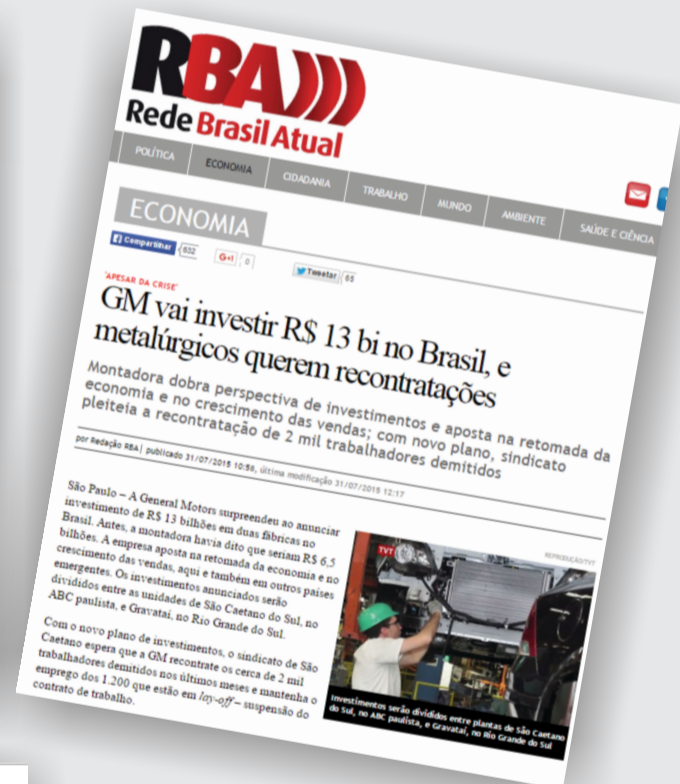 RBA
Rede Brasil Atual
POLÍTICA ECONOMIA CIDADANIA TRABALHO MUNDO AMBIENTE SAÚDE E CIÊNCIA
ECONOMIA
Compartilhar 632 G+1 0 Tweetar 65
'APESAR DA CRISE'
GM vai investir R$ 13 bi no Brasil, e
metalúrgicos querem recontratações
Montadora dobra perspectiva de investimentos e aposta na retomada da
economia e no crescimento das vendas; com novo plano, sindicato
pleiteia a recontratação de 2 mil trabalhadores demitidos
por Redação RBA| publicado 31/07/2015 10:58, última modificação 31/07/2015 12:17
São Paulo – A General Motors surpreendeu ao anunciar
investimento de R$ 13 bilhões em duas fábricas no
Brasil. Antes, a montadora havia dito que seriam R$ 6,5
bilhões. A empresa aposta na retomada da economia e no
crescimento das vendas, aqui e também em outros países
emergentes. Os investimentos anunciados serão
divididos entre as unidades de São Caetano do Sul, no
ABC paulista, e Gravataí, no Rio Grande do Sul.
Com o novo plano de investimentos, o sindicato de São
Caetano espera que a GM recontrate os cerca de 2 mil
trabalhadores demitidos nos últimos meses e mantenha o
emprego dos 1.200 que estão em lay-off – suspensão do
contrato de trabalho.
REPRODUÇÃO/TVT
TVT
Investimentos serão divididos entre plantas de São Caetano
do Sul, no ABC paulista, e Gravataí, no Rio Grande do Sul